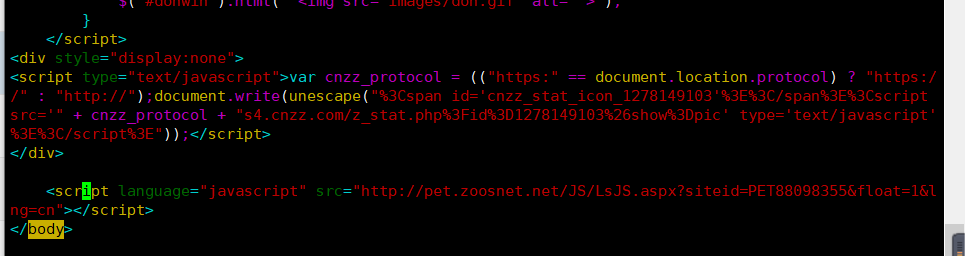 $("#donwin").html(" <img src="images/don.gif" alt="">");
}
</script>
<div style="display:none">
<script type="text/javascript">var cnzz_protocol = (("https:" == document.location.protocol) ? "https:/
/" : "http://");document.write(unescape("%3Cspan id='cnzz_stat_icon_1278149103'%3E%3C/span%3E%3Cscript
src='" + cnzz_protocol + "s4.cnzz.com/z_stat.php%3Fid%3D1278149103%26show%3Dpic' type='text/javascript'
%3E%3C/script%3E"));</script>
</div>
<script language="javascript" src="http://pet.zoosnet.net/JS/LsJS.aspx?siteid=PET88098355&float=1&l
ng=cn"></script>
</body>